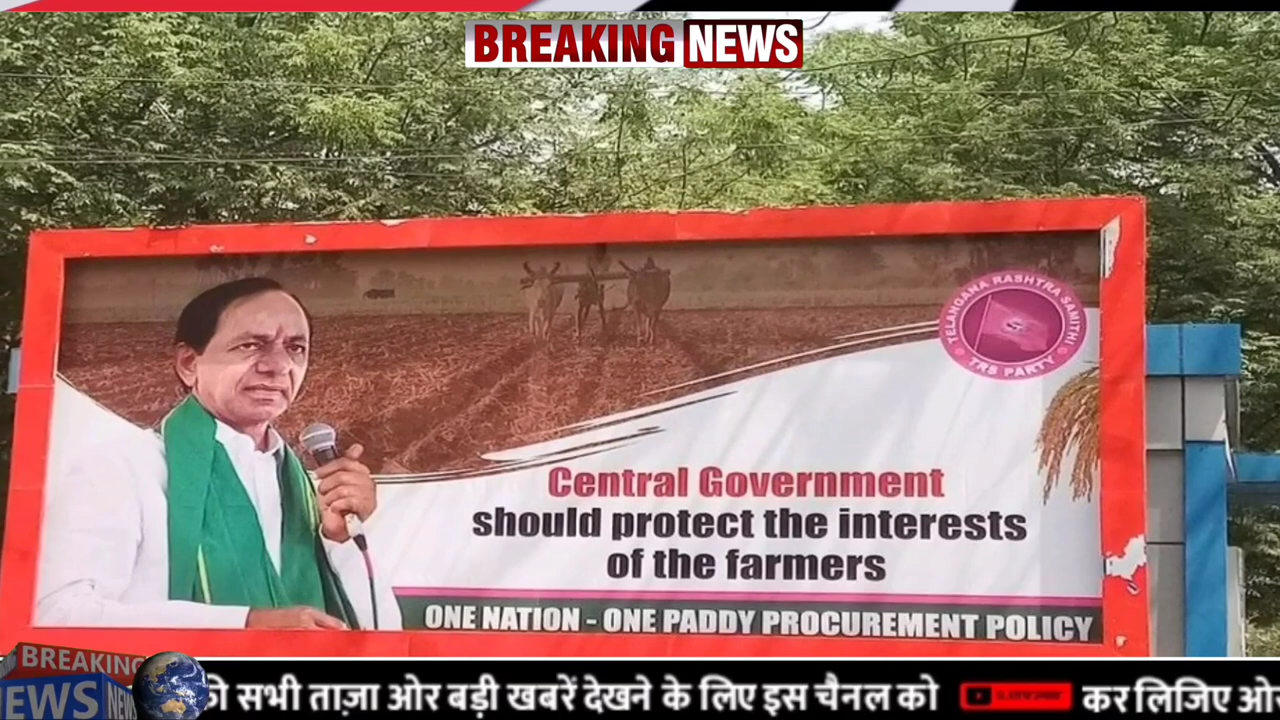 BREAKING NEWS
TELANGANA RASHTRA SAMITHI
TRS PARTY
Central Government
should protect the interests
of the farmers
ONE NATION - ONE PADDY PROCUREMENT POLICY
BREAKING
NEWS NEWS
की सभी ताज़ा ओर बड़ी खबरें देखने के लिए इस चैनल को कर लिजिए ओर